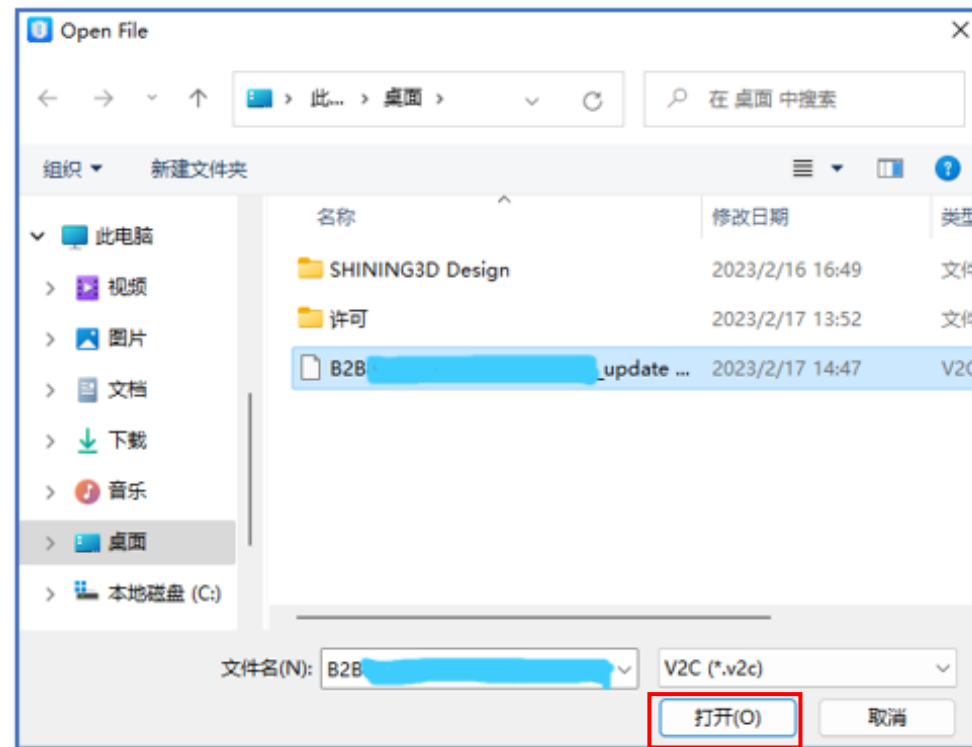 Open File
此... › 桌面 ›
在 桌面 中搜索
组织
新建文件夹
名称 修改日期 类型
此电脑
SHINING3D Design 2023/2/16 16:49 文件
视频
许可 2023/2/17 13:52 文件
图片
B2B _update ... 2023/2/17 14:47 V2C
文档
下载
音乐
桌面
本地磁盘 (C:)
文件名(N): B2B V2C (*.v2c)
打开(O) 取消